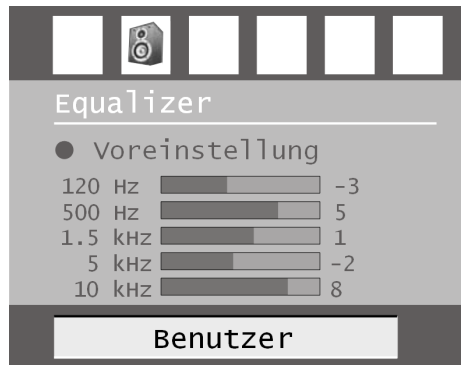 Equalizer
● Voreinstellung
120 Hz -3
500 Hz 5
1.5 kHz 1
5 kHz -2
10 kHz 8
Benutzer